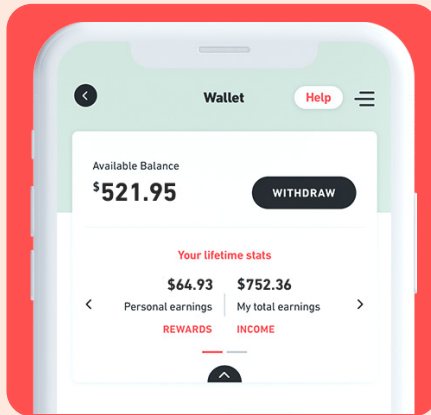 Wallet
Help
Available Balance
$521.95
WITHDRAW
Your lifetime stats
$64.93 $752.36
Personal earnings My total earnings
REWARDS INCOME